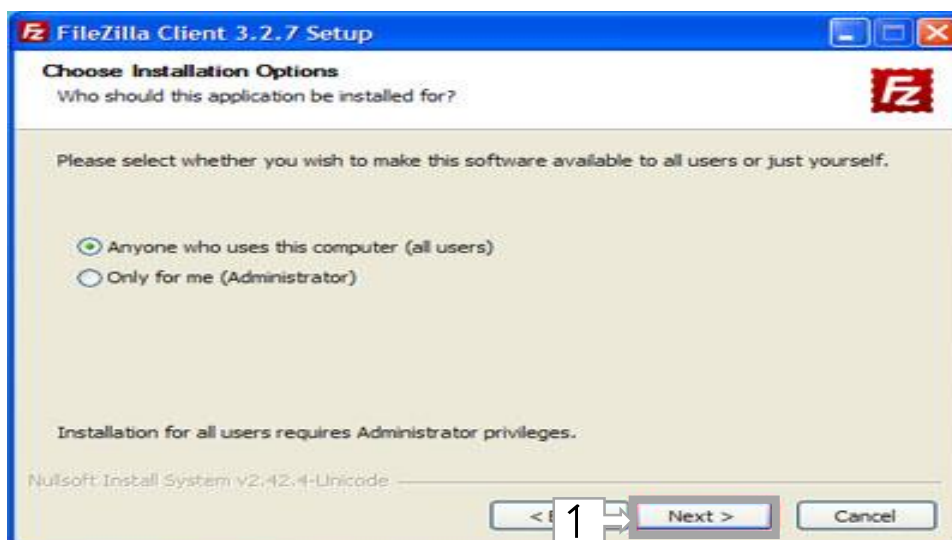 FileZilla Client 3.2.7 Setup
Choose Installation Options
Who should this application be installed for?
Fz
Please select whether you wish to make this software available to all users or just yourself.
Anyone who uses this computer (all users)
Only for me (Administrator)
Installation for all users requires Administrator privileges.
Nullsoft Install System v2.42.4-Unicode
< 1 Next > Cancel